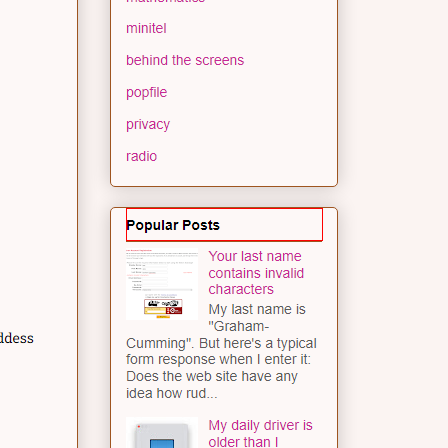 minitel
behind the screens
popfile
privacy
radio
Popular Posts
Your last name
contains invalid
characters
My last name is
"Graham-
Cumming". But here's a typical
form response when I enter it:
Does the web site have any
idea how rud...
My daily driver is
older than I